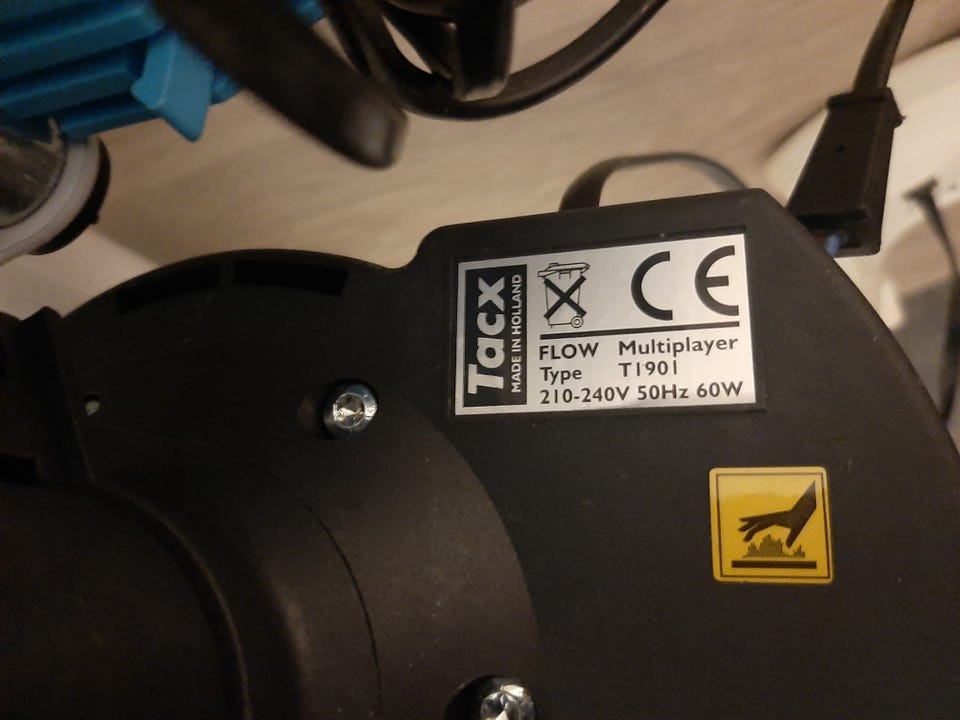 Tacx
MADE IN HOLLAND
CE
FLOW Multiplayer
Type T1901
210-240V 50Hz 60W